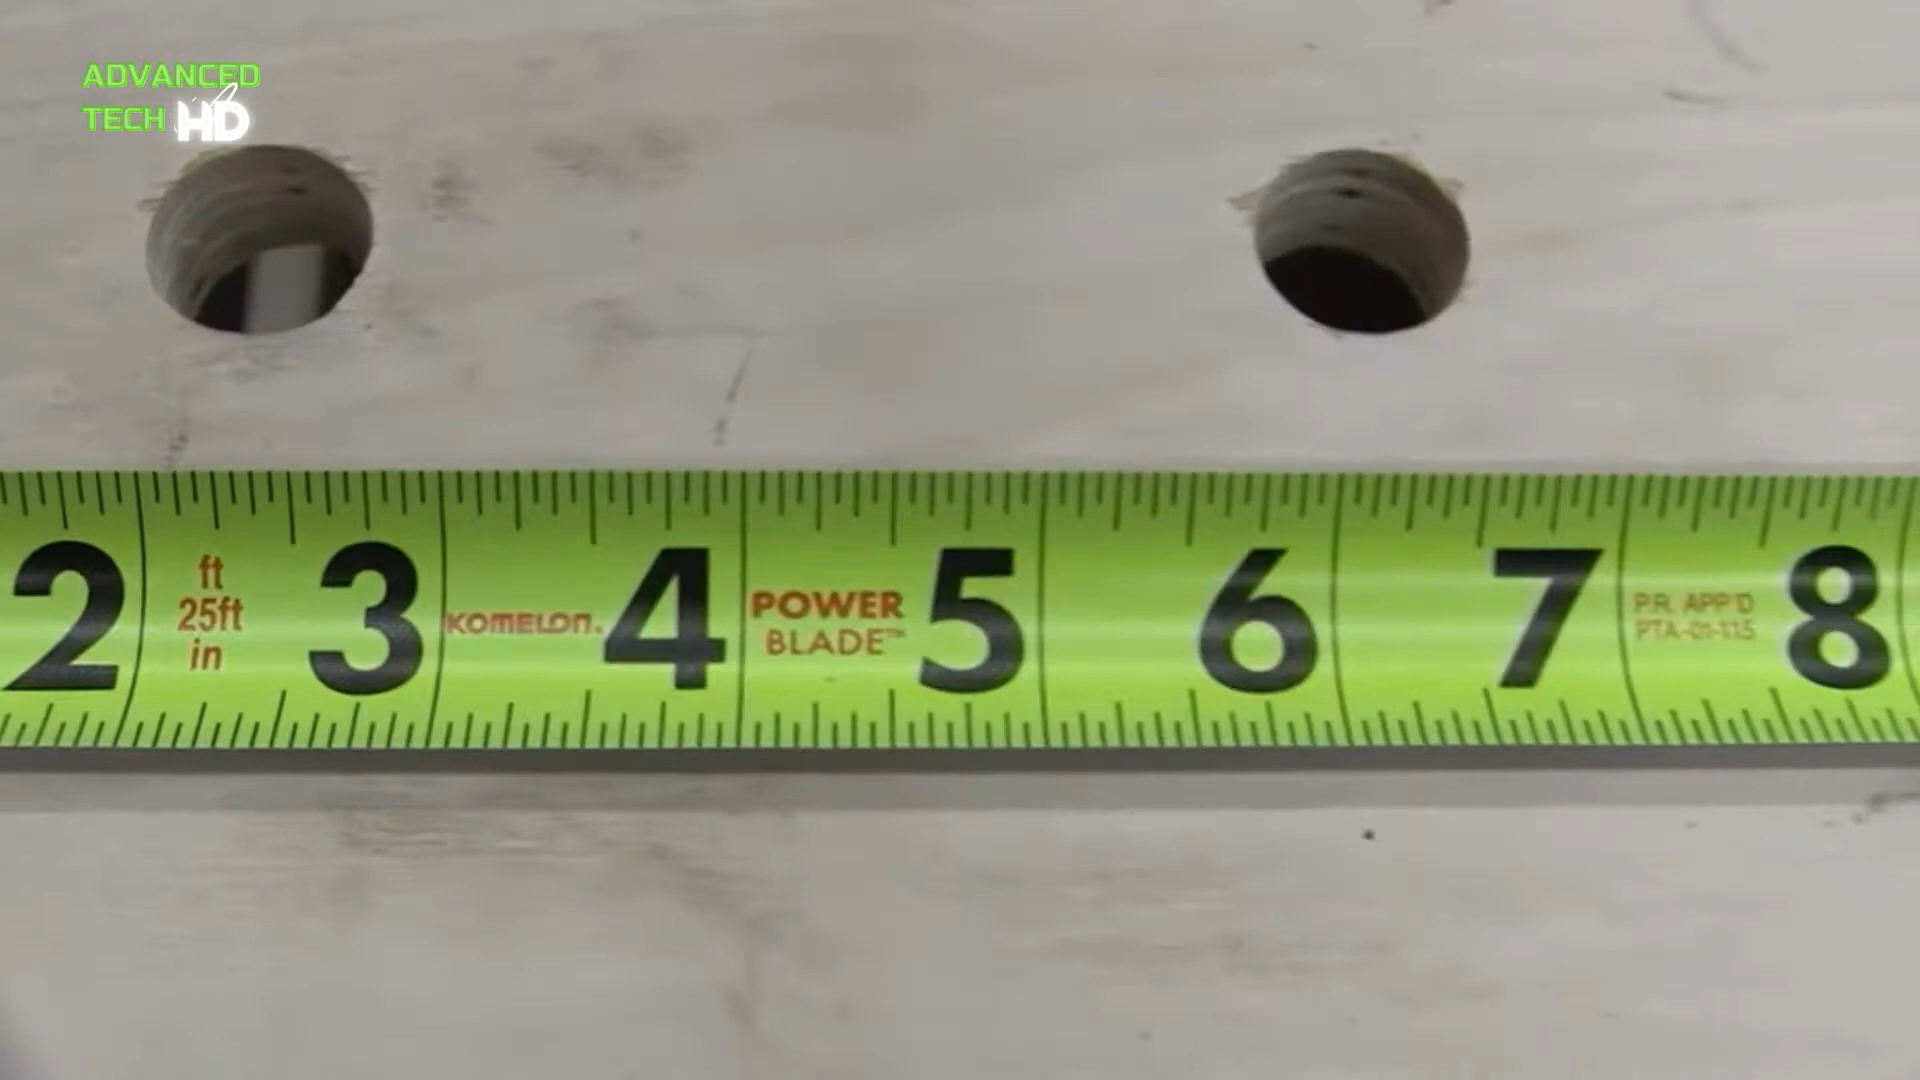 ADVANCED
TECH HD
2 ft 25ft in 3 KOMELON. 4 POWER BLADE™ 5 6 7 P.R. APP'D PTA-01-115 8